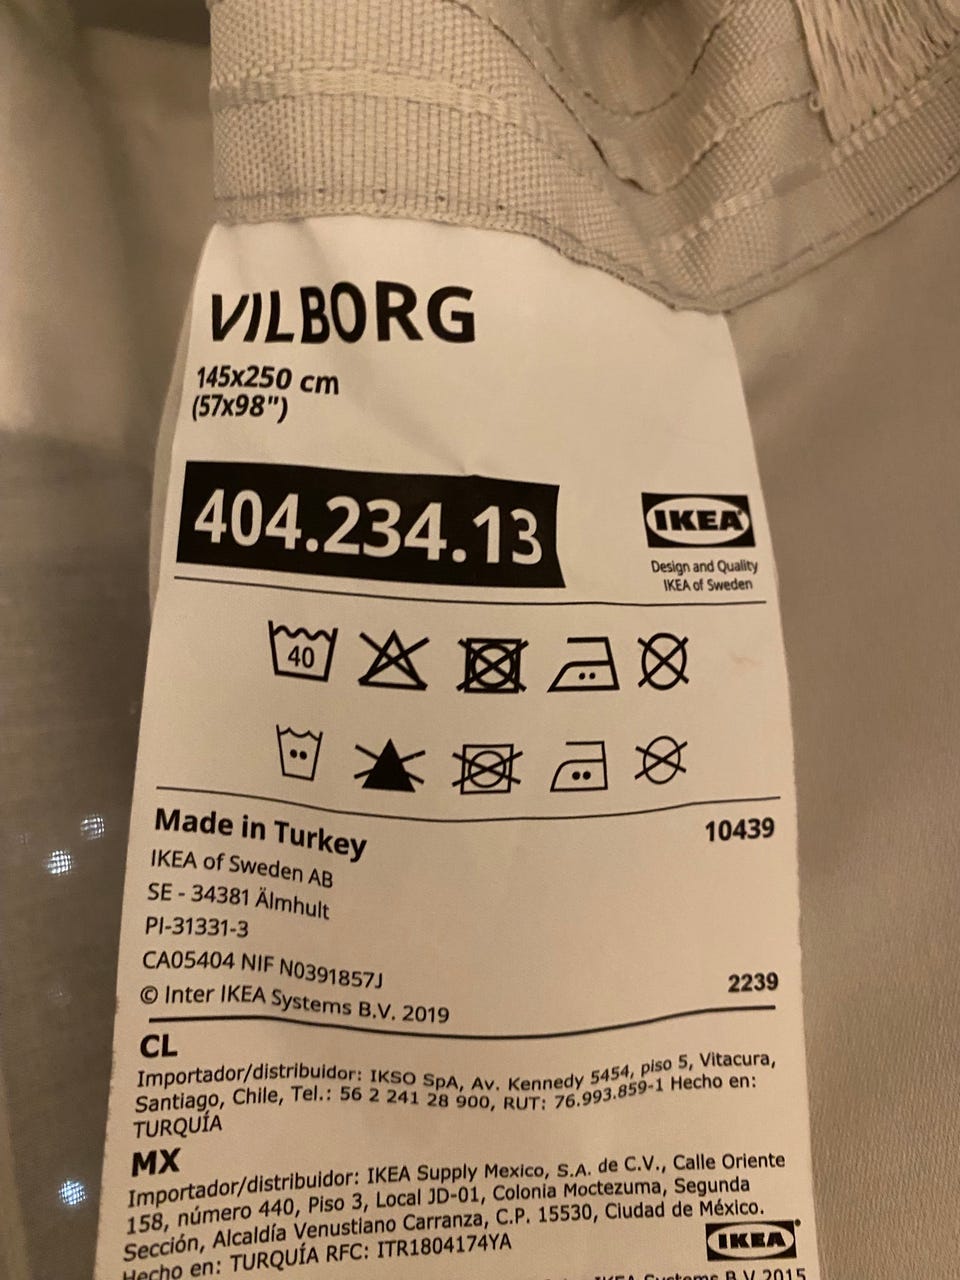 VILBORG
145x250 cm
(57x98")
404.234.13
IKEA
Design and Quality
IKEA of Sweden
40
Made in Turkey
10439
IKEA of Sweden AB
SE - 34381 Älmhult
PI-31331-3
CA05404 NIF N0391857J
© Inter IKEA Systems B.V. 2019
2239
CL
Importador/distribuidor: IKSO SpA, Av. Kennedy 5454, piso 5, Vitacura,
Santiago, Chile, Tel.: 56 2 241 28 900, RUT: 76.993.859-1 Hecho en:
TURQUÍA
MX
Importador/distribuidor: IKEA Supply Mexico, S.A. de C.V., Calle Oriente
158, número 440, Piso 3, Local JD-01, Colonia Moctezuma, Segunda
Sección, Alcaldía Venustiano Carranza, C.P. 15530, Ciudad de México.
Hecho en: TURQUÍA RFC: ITR1804174YA
IKEA
IKEA Systems B.V. 2015